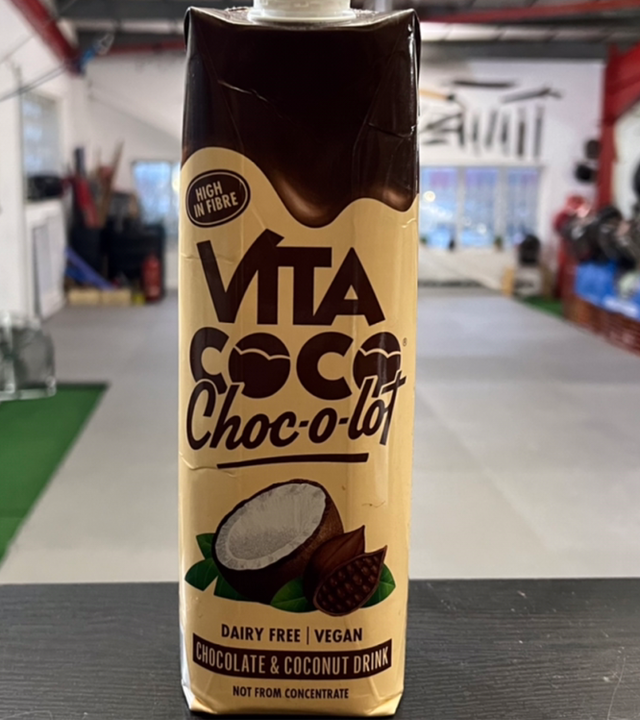 HIGH
IN FIBRE
VITA
COCO®
Choc-o-lot
DAIRY FREE | VEGAN
CHOCOLATE & COCONUT DRINK
NOT FROM CONCENTRATE